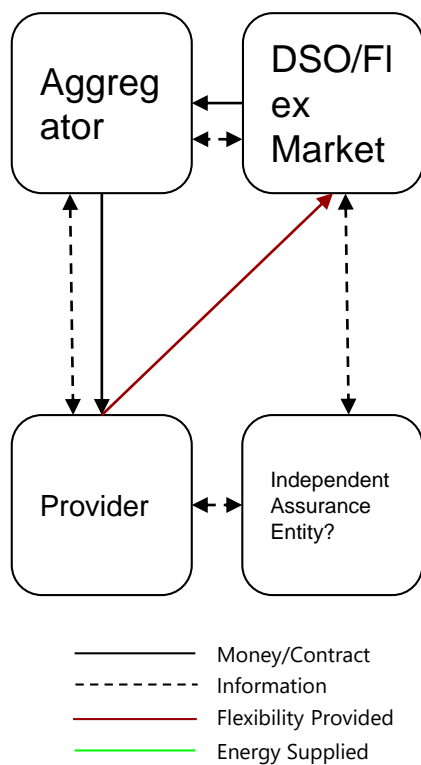 Aggreg
ator
DSO/Fl
ex
Market
Provider
Independent
Assurance
Entity?
Money/Contract
Information
Flexibility Provided
Energy Supplied